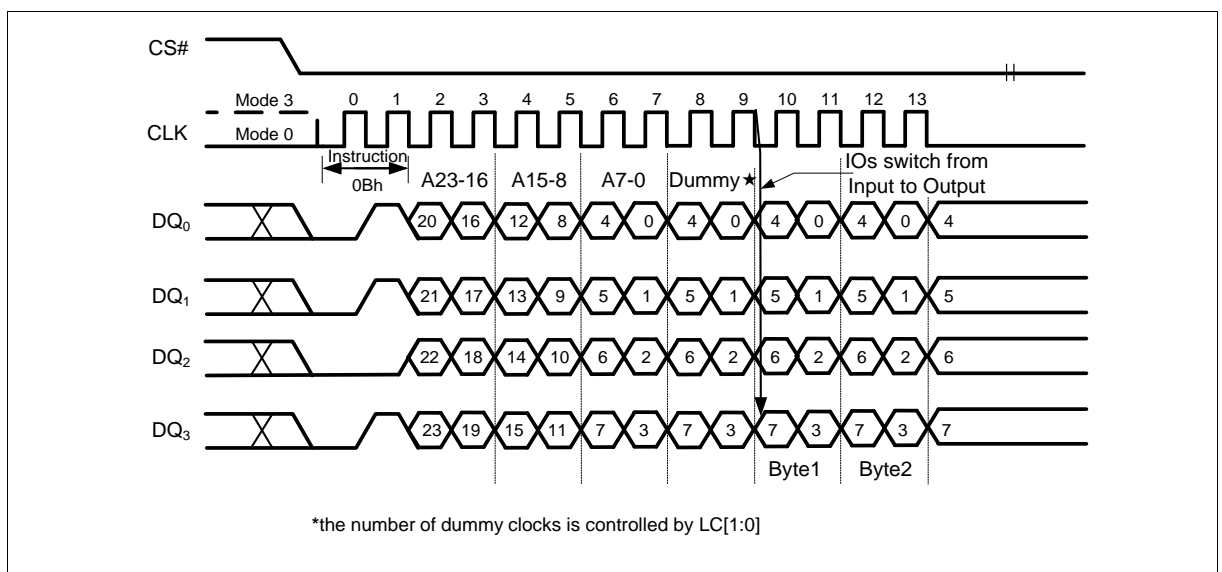 CS#
Mode 3 0 1 2 3 4 5 6 7 8 9 10 11 12 13
CLK Mode 0
Instruction
0Bh
A23-16 A15-8 A7-0 Dummy★
IOs switch from
Input to Output
DQ₀ 20 16 12 8 4 0 4 0 4 0 4 0 4
DQ₁ 21 17 13 9 5 1 5 1 5 1 5 1 5
DQ₂ 22 18 14 10 6 2 6 2 6 2 6 2 6
DQ₃ 23 19 15 11 7 3 7 3 7 3 7 3 7
Byte1 Byte2
*the number of dummy clocks is controlled by LC[1:0]